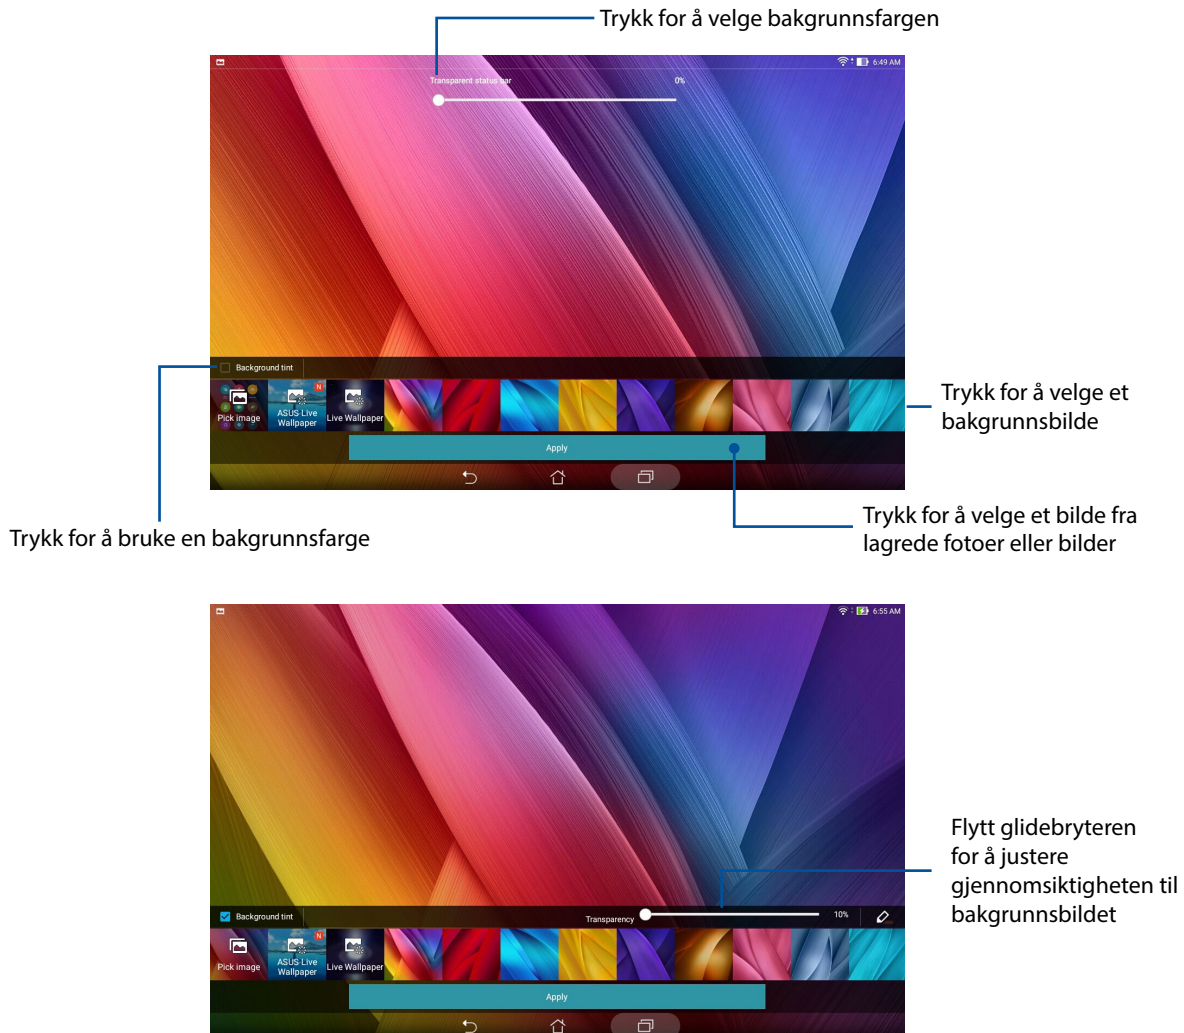 Trykk for å velge bakgrunnsfargen
6:49 AM
Transparent status bar 0%
Background tint
Pick image
ASUS Live
Wallpaper
N
Live Wallpaper
Apply
Trykk for å velge et
bakgrunnsbilde
Trykk for å velge et bilde fra
lagrede fotoer eller bilder
Trykk for å bruke en bakgrunnsfarge
6:55 AM
Background tint
Transparency 10%
Pick image
ASUS Live
Wallpaper
N
Live Wallpaper
Apply
Flytt glidebryteren
for å justere
gjennomsiktigheten til
bakgrunnsbildet